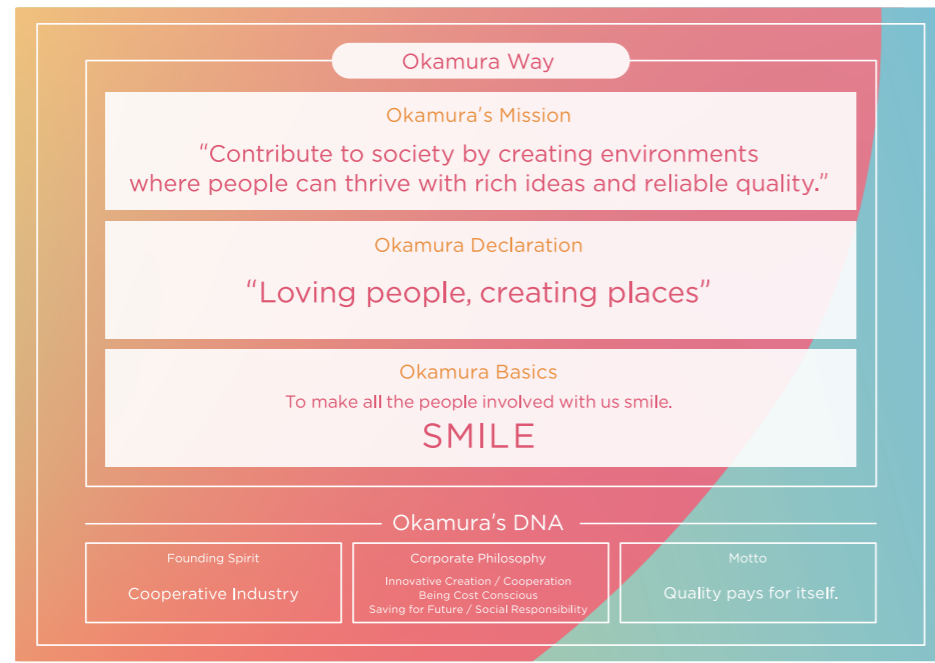 Okamura Way
Okamura's Mission
"Contribute to society by creating environments
where people can thrive with rich ideas and reliable quality."
Okamura Declaration
"Loving people, creating places"
Okamura Basics
To make all the people involved with us smile.
SMILE
Okamura's DNA
Founding Spirit
Cooperative Industry
Corporate Philosophy
Innovative Creation / Cooperation
Being Cost Conscious
Saving for Future / Social Responsibility
Motto
Quality pays for itself.